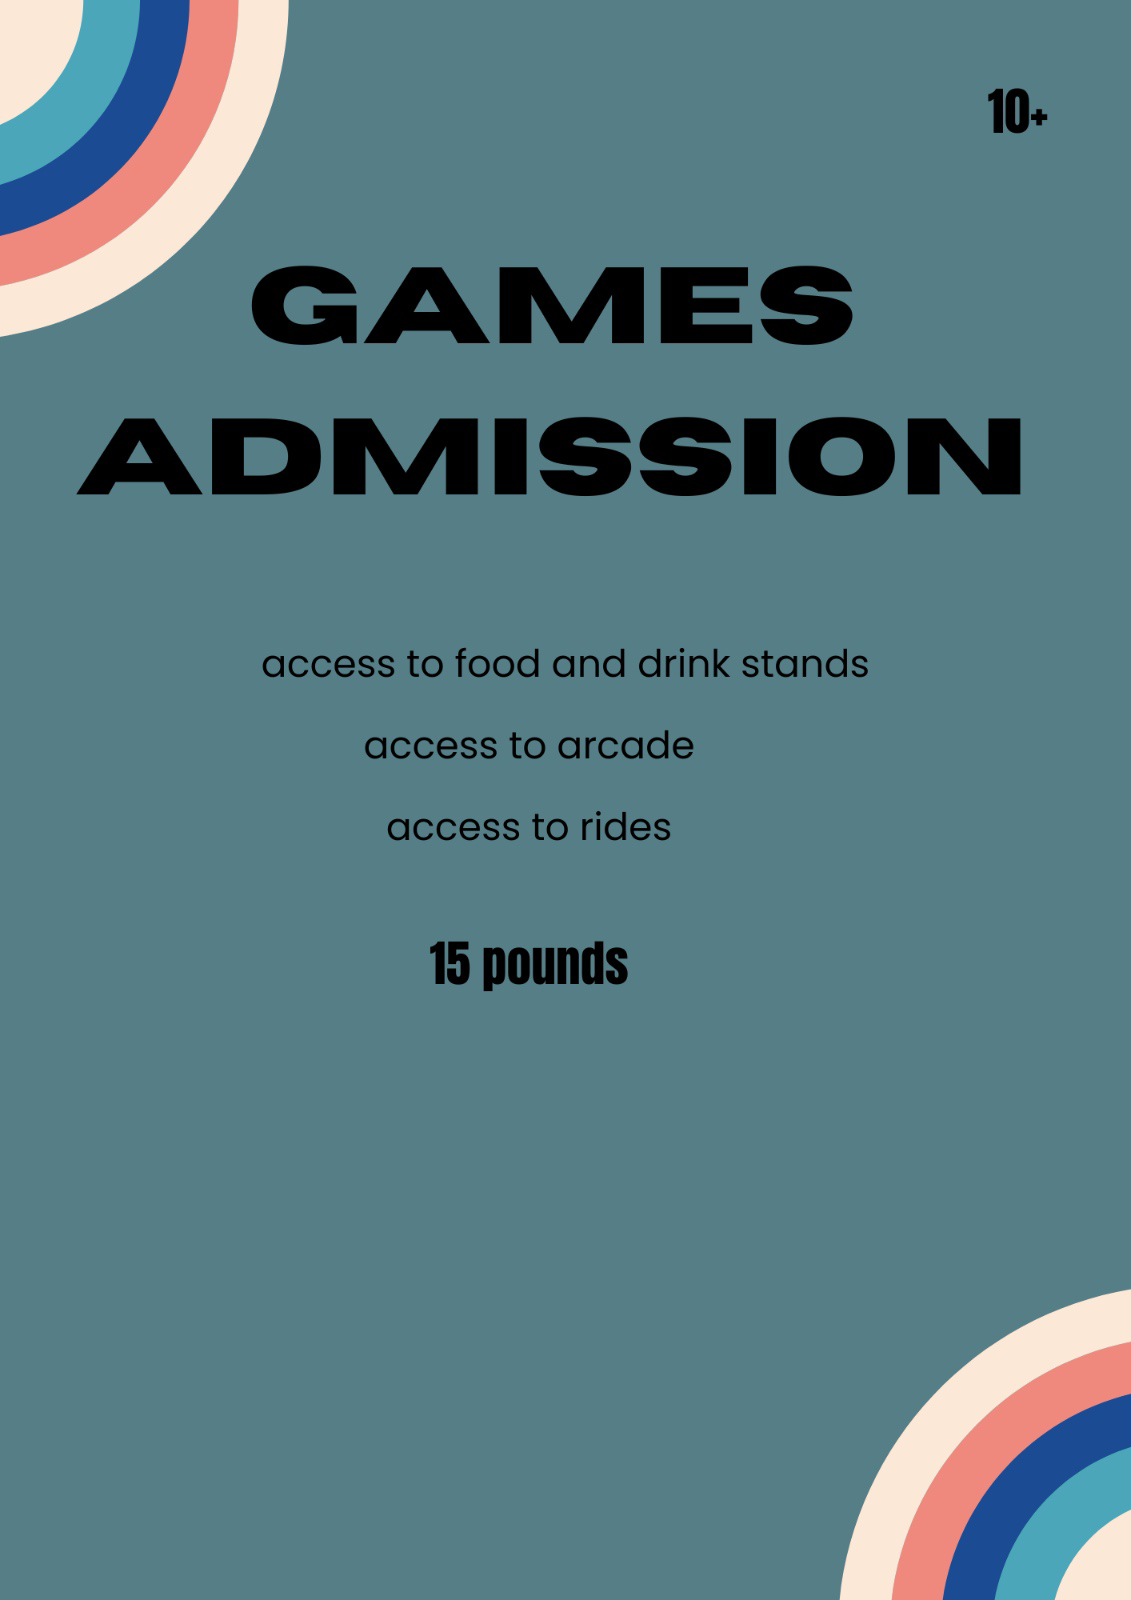 10+
GAMES
ADMISSION
access to food and drink stands
access to arcade
access to rides
15 pounds